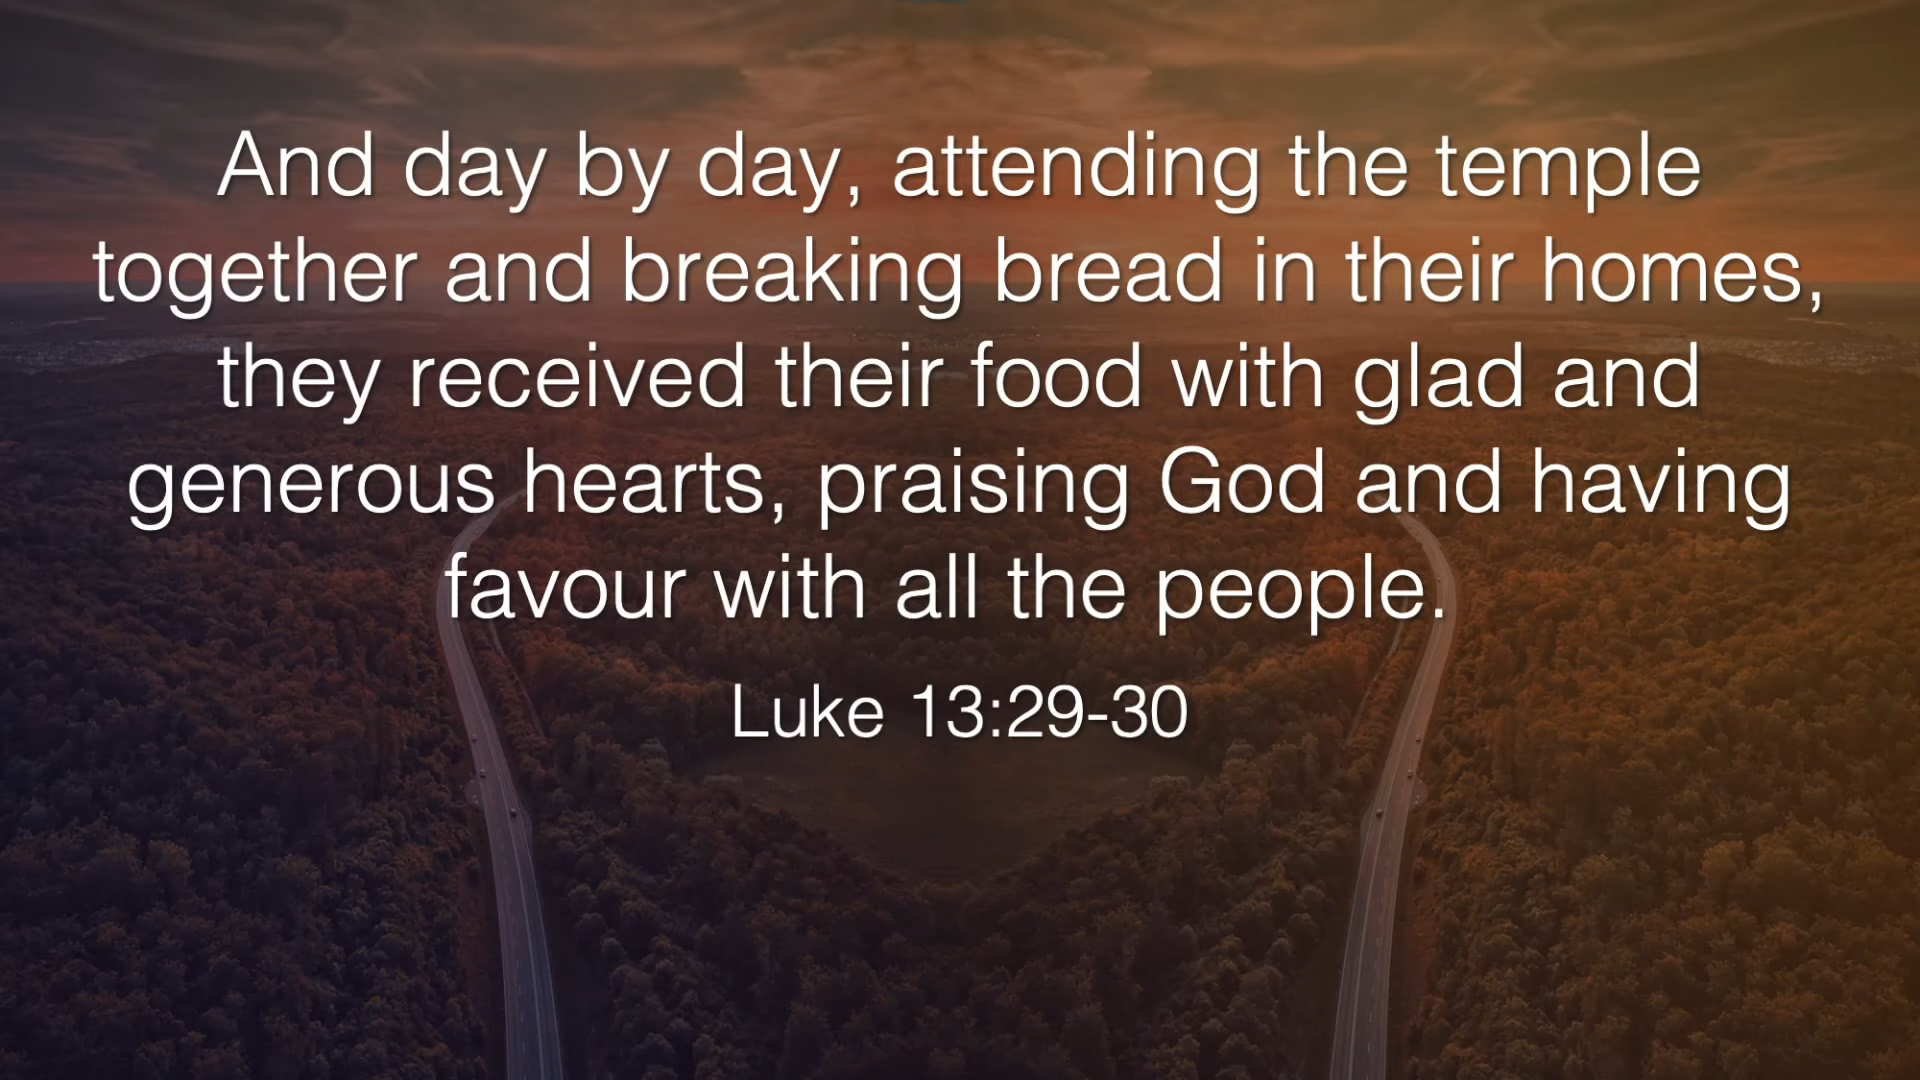 And day by day, attending the temple
together and breaking bread in their homes,
they received their food with glad and
generous hearts, praising God and having
favour with all the people.
Luke 13:29-30